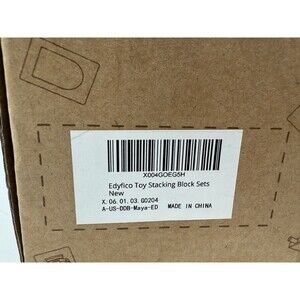 X004GOEG5H
Edyfico Toy Stacking Block Sets
New
X. 06. 01. 03. G0204
A-US-DDB-Maya-ED MADE IN CHINA